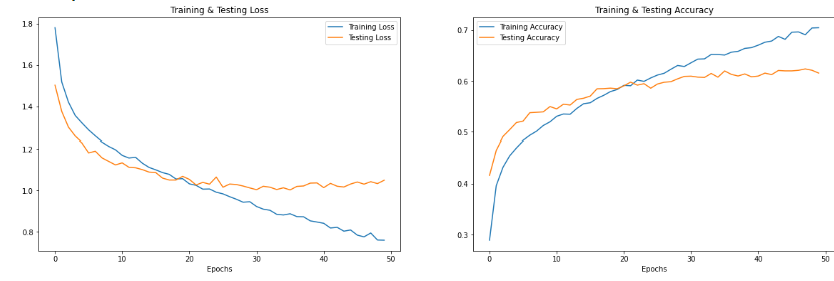 Training & Testing Loss
1.8
1.6
1.4
1.2
1.0
0.8
0
10
20
30
40
50
Epochs
Training Loss
Testing Loss
Training & Testing Accuracy
0.7
0.6
0.5
0.4
0.3
0
10
20
30
40
50
Epochs
Training Accuracy
Testing Accuracy